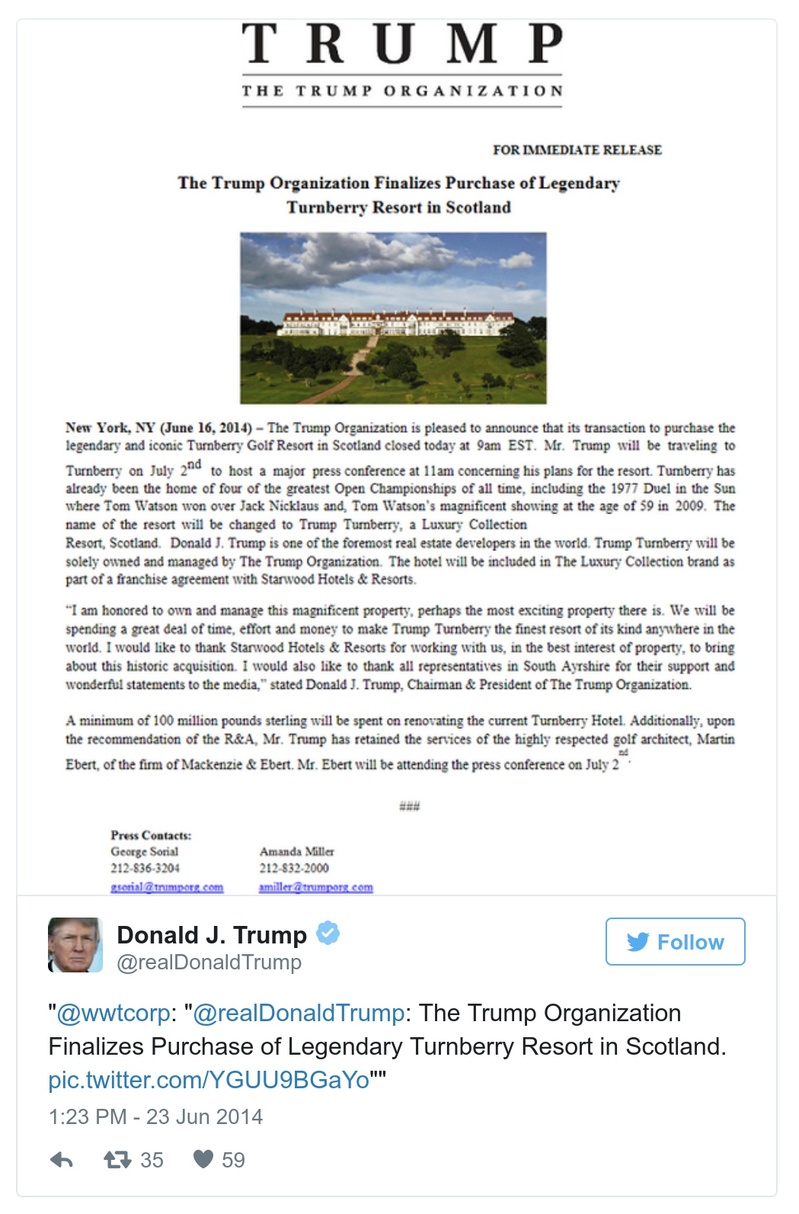 TRUMP
THE TRUMP ORGANIZATION
FOR IMMEDIATE RELEASE
The Trump Organization Finalizes Purchase of Legendary
Turnberry Resort in Scotland
New York, NY (June 16, 2014) – The Trump Organization is pleased to announce that its transaction to purchase the
legendary and iconic Turnberry Golf Resort in Scotland closed today at 9am EST. Mr. Trump will be traveling to
Turnberry on July 2nd to host a major press conference at 11am concerning his plans for the resort. Turnberry has
already been the home of four of the greatest Open Championships of all time, including the 1977 Duel in the Sun
where Tom Watson won over Jack Nicklaus and, Tom Watson's magnificent showing at the age of 59 in 2009. The
name of the resort will be changed to Trump Turnberry, a Luxury Collection
Resort, Scotland. Donald J. Trump is one of the foremost real estate developers in the world. Trump Turnberry will be
solely owned and managed by The Trump Organization. The hotel will be included in The Luxury Collection brand as
part of a franchise agreement with Starwood Hotels & Resorts.
“I am honored to own and manage this magnificent property, perhaps the most exciting property there is. We will be
spending a great deal of time, effort and money to make Trump Turnberry the finest resort of its kind anywhere in the
world. I would like to thank Starwood Hotels & Resorts for working with us, in the best interest of property, to bring
about this historic acquisition. I would also like to thank all representatives in South Ayrshire for their support and
wonderful statements to the media,” stated Donald J. Trump, Chairman & President of The Trump Organization.
A minimum of 100 million pounds sterling will be spent on renovating the current Turnberry Hotel. Additionally, upon
the recommendation of the R&A, Mr. Trump has retained the services of the highly respected golf architect, Martin
Ebert, of the firm of Mackenzie & Ebert. Mr. Ebert will be attending the press conference on July 2nd.
###
Press Contacts:
George Sorial Amanda Miller
212-836-3204 212-832-2000
gsorial@trumporg.com amiller@trumporg.com
Donald J. Trump
@realDonaldTrump
Follow
"@wwtcorp: "@realDonaldTrump: The Trump Organization
Finalizes Purchase of Legendary Turnberry Resort in Scotland.
pic.twitter.com/YGUU9BGaYo""
1:23 PM - 23 Jun 2014
35 59